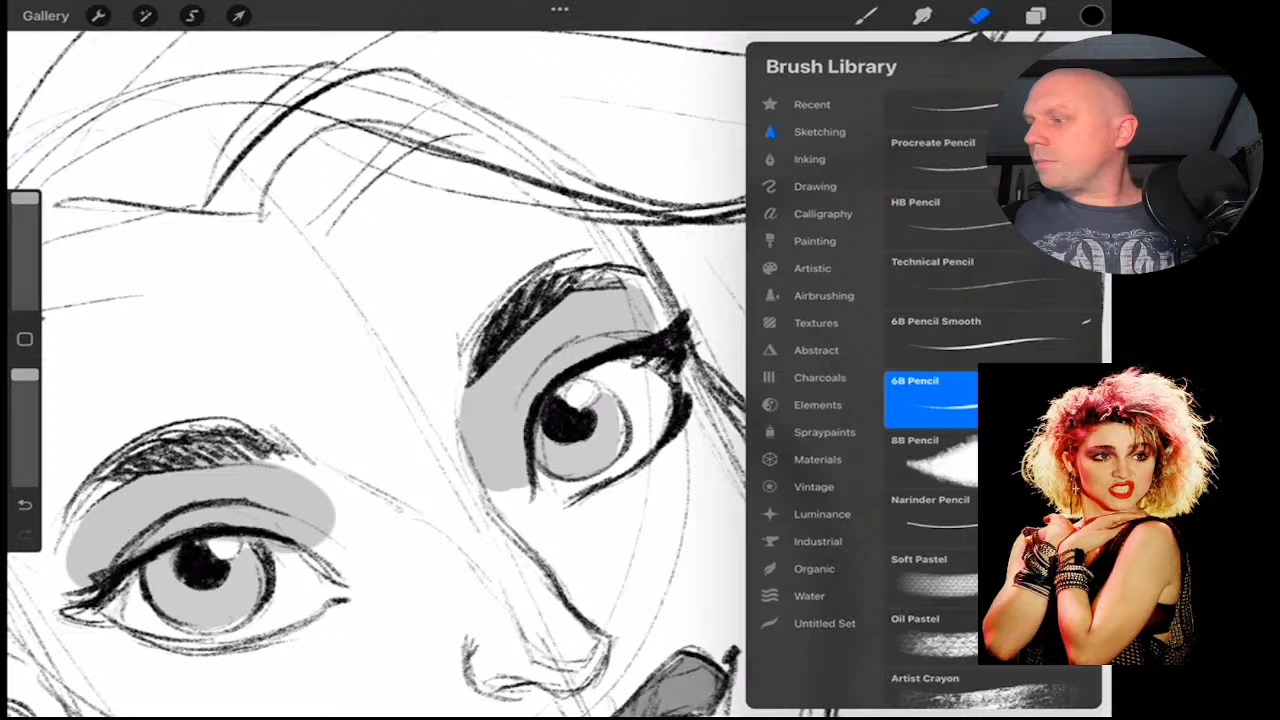 Gallery
Brush Library
Recent
Sketching
Inking
Drawing
Calligraphy
Painting
Artistic
Airbrushing
Textures
Abstract
Charcoals
Elements
Spraypaints
Materials
Vintage
Luminance
Industrial
Organic
Water
Untitled Set
Procreate Pencil
HB Pencil
Technical Pencil
6B Pencil Smooth
6B Pencil
8B Pencil
Narinder Pencil
Soft Pastel
Oil Pastel
Artist Crayon